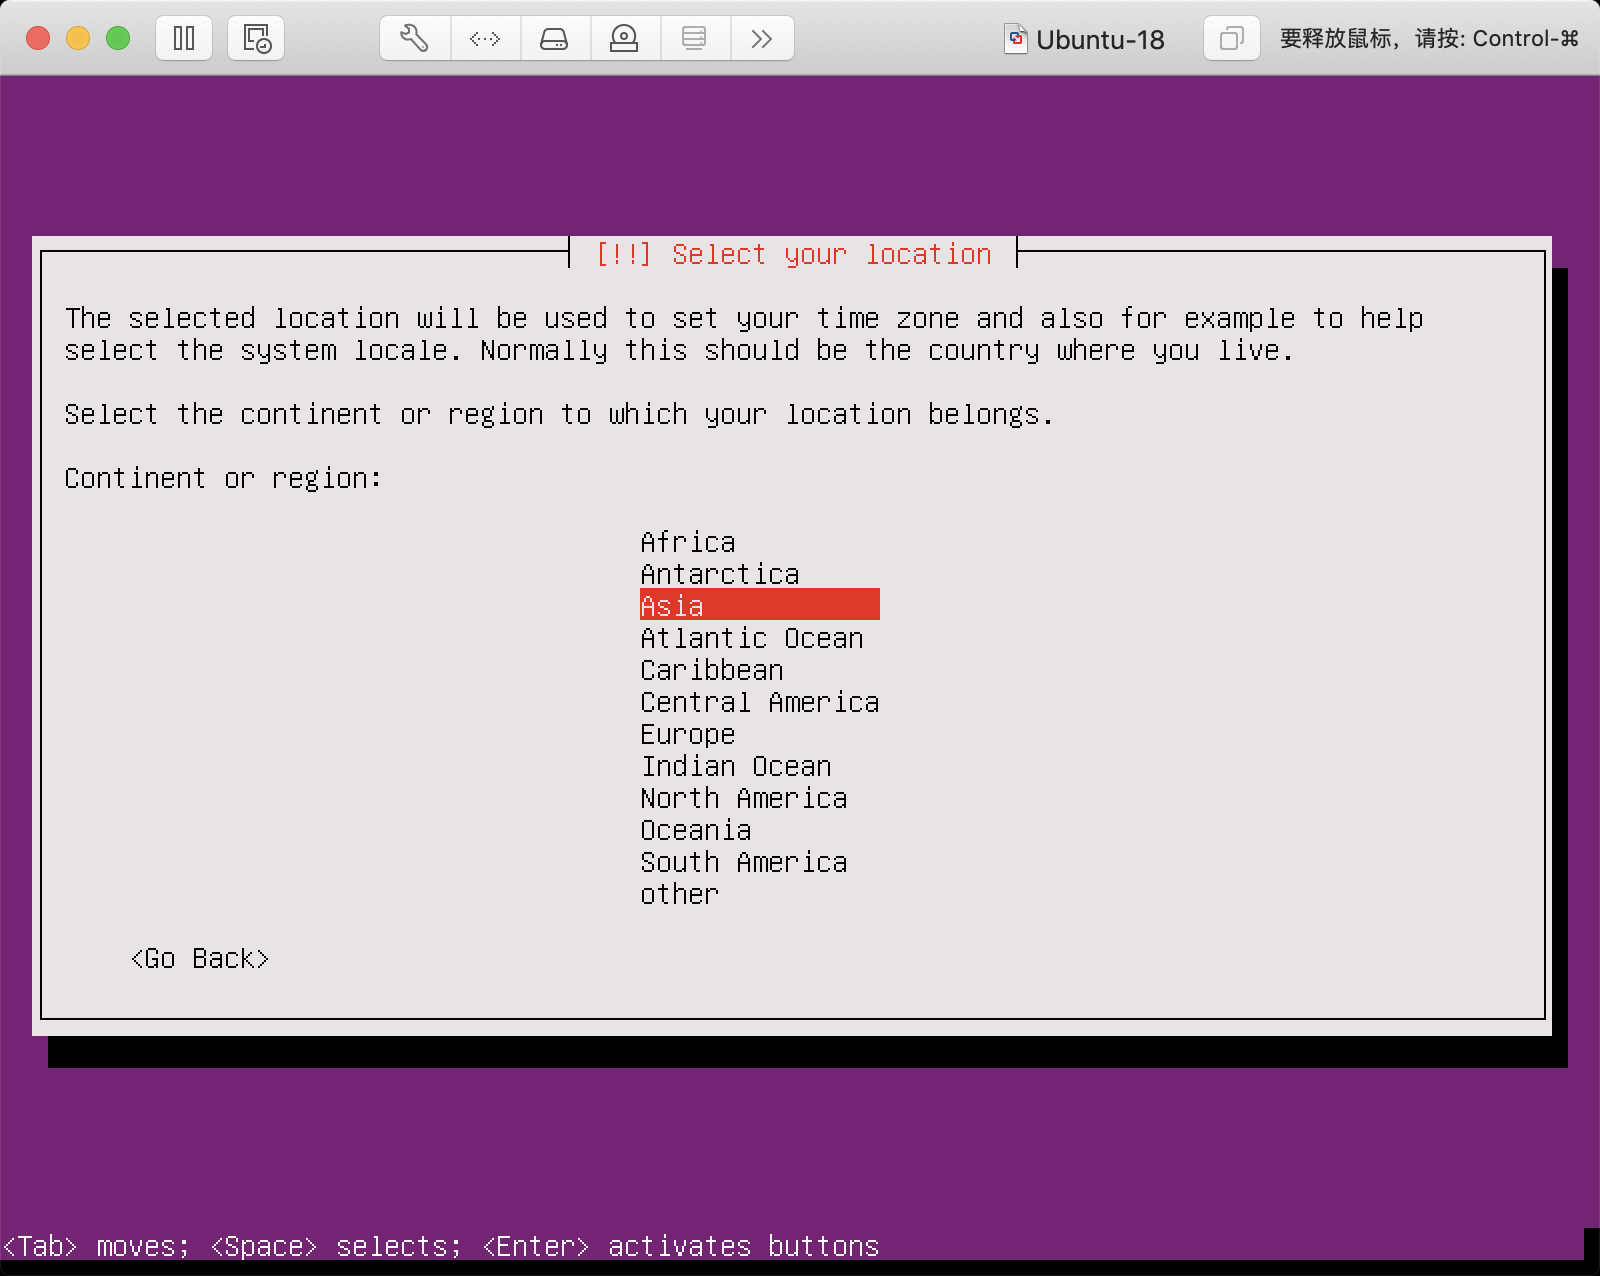 Ubuntu-18
要释放鼠标，请按: Control-⌘
[!!] Select your location
The selected location will be used to set your time zone and also for example to help
select the system locale. Normally this should be the country where you live.
Select the continent or region to which your location belongs.
Continent or region:
Africa
Antarctica
Asia
Atlantic Ocean
Caribbean
Central America
Europe
Indian Ocean
North America
Oceania
South America
other
<Go Back>
<Tab> moves; <Space> selects; <Enter> activates buttons